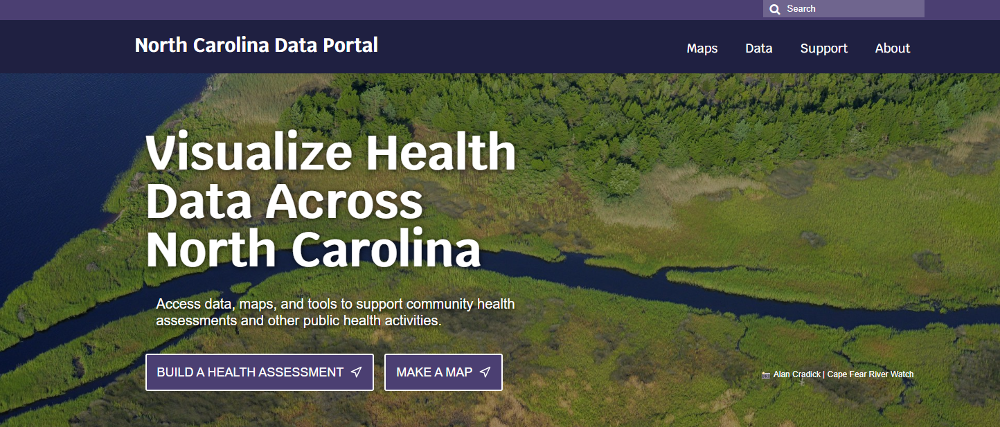 Search
North Carolina Data Portal
Maps
Data
Support
About
Visualize Health
Data Across
North Carolina
Access data, maps, and tools to support community health
assessments and other public health activities.
BUILD A HEALTH ASSESSMENT
MAKE A MAP
Alan Cradick | Cape Fear River Watch